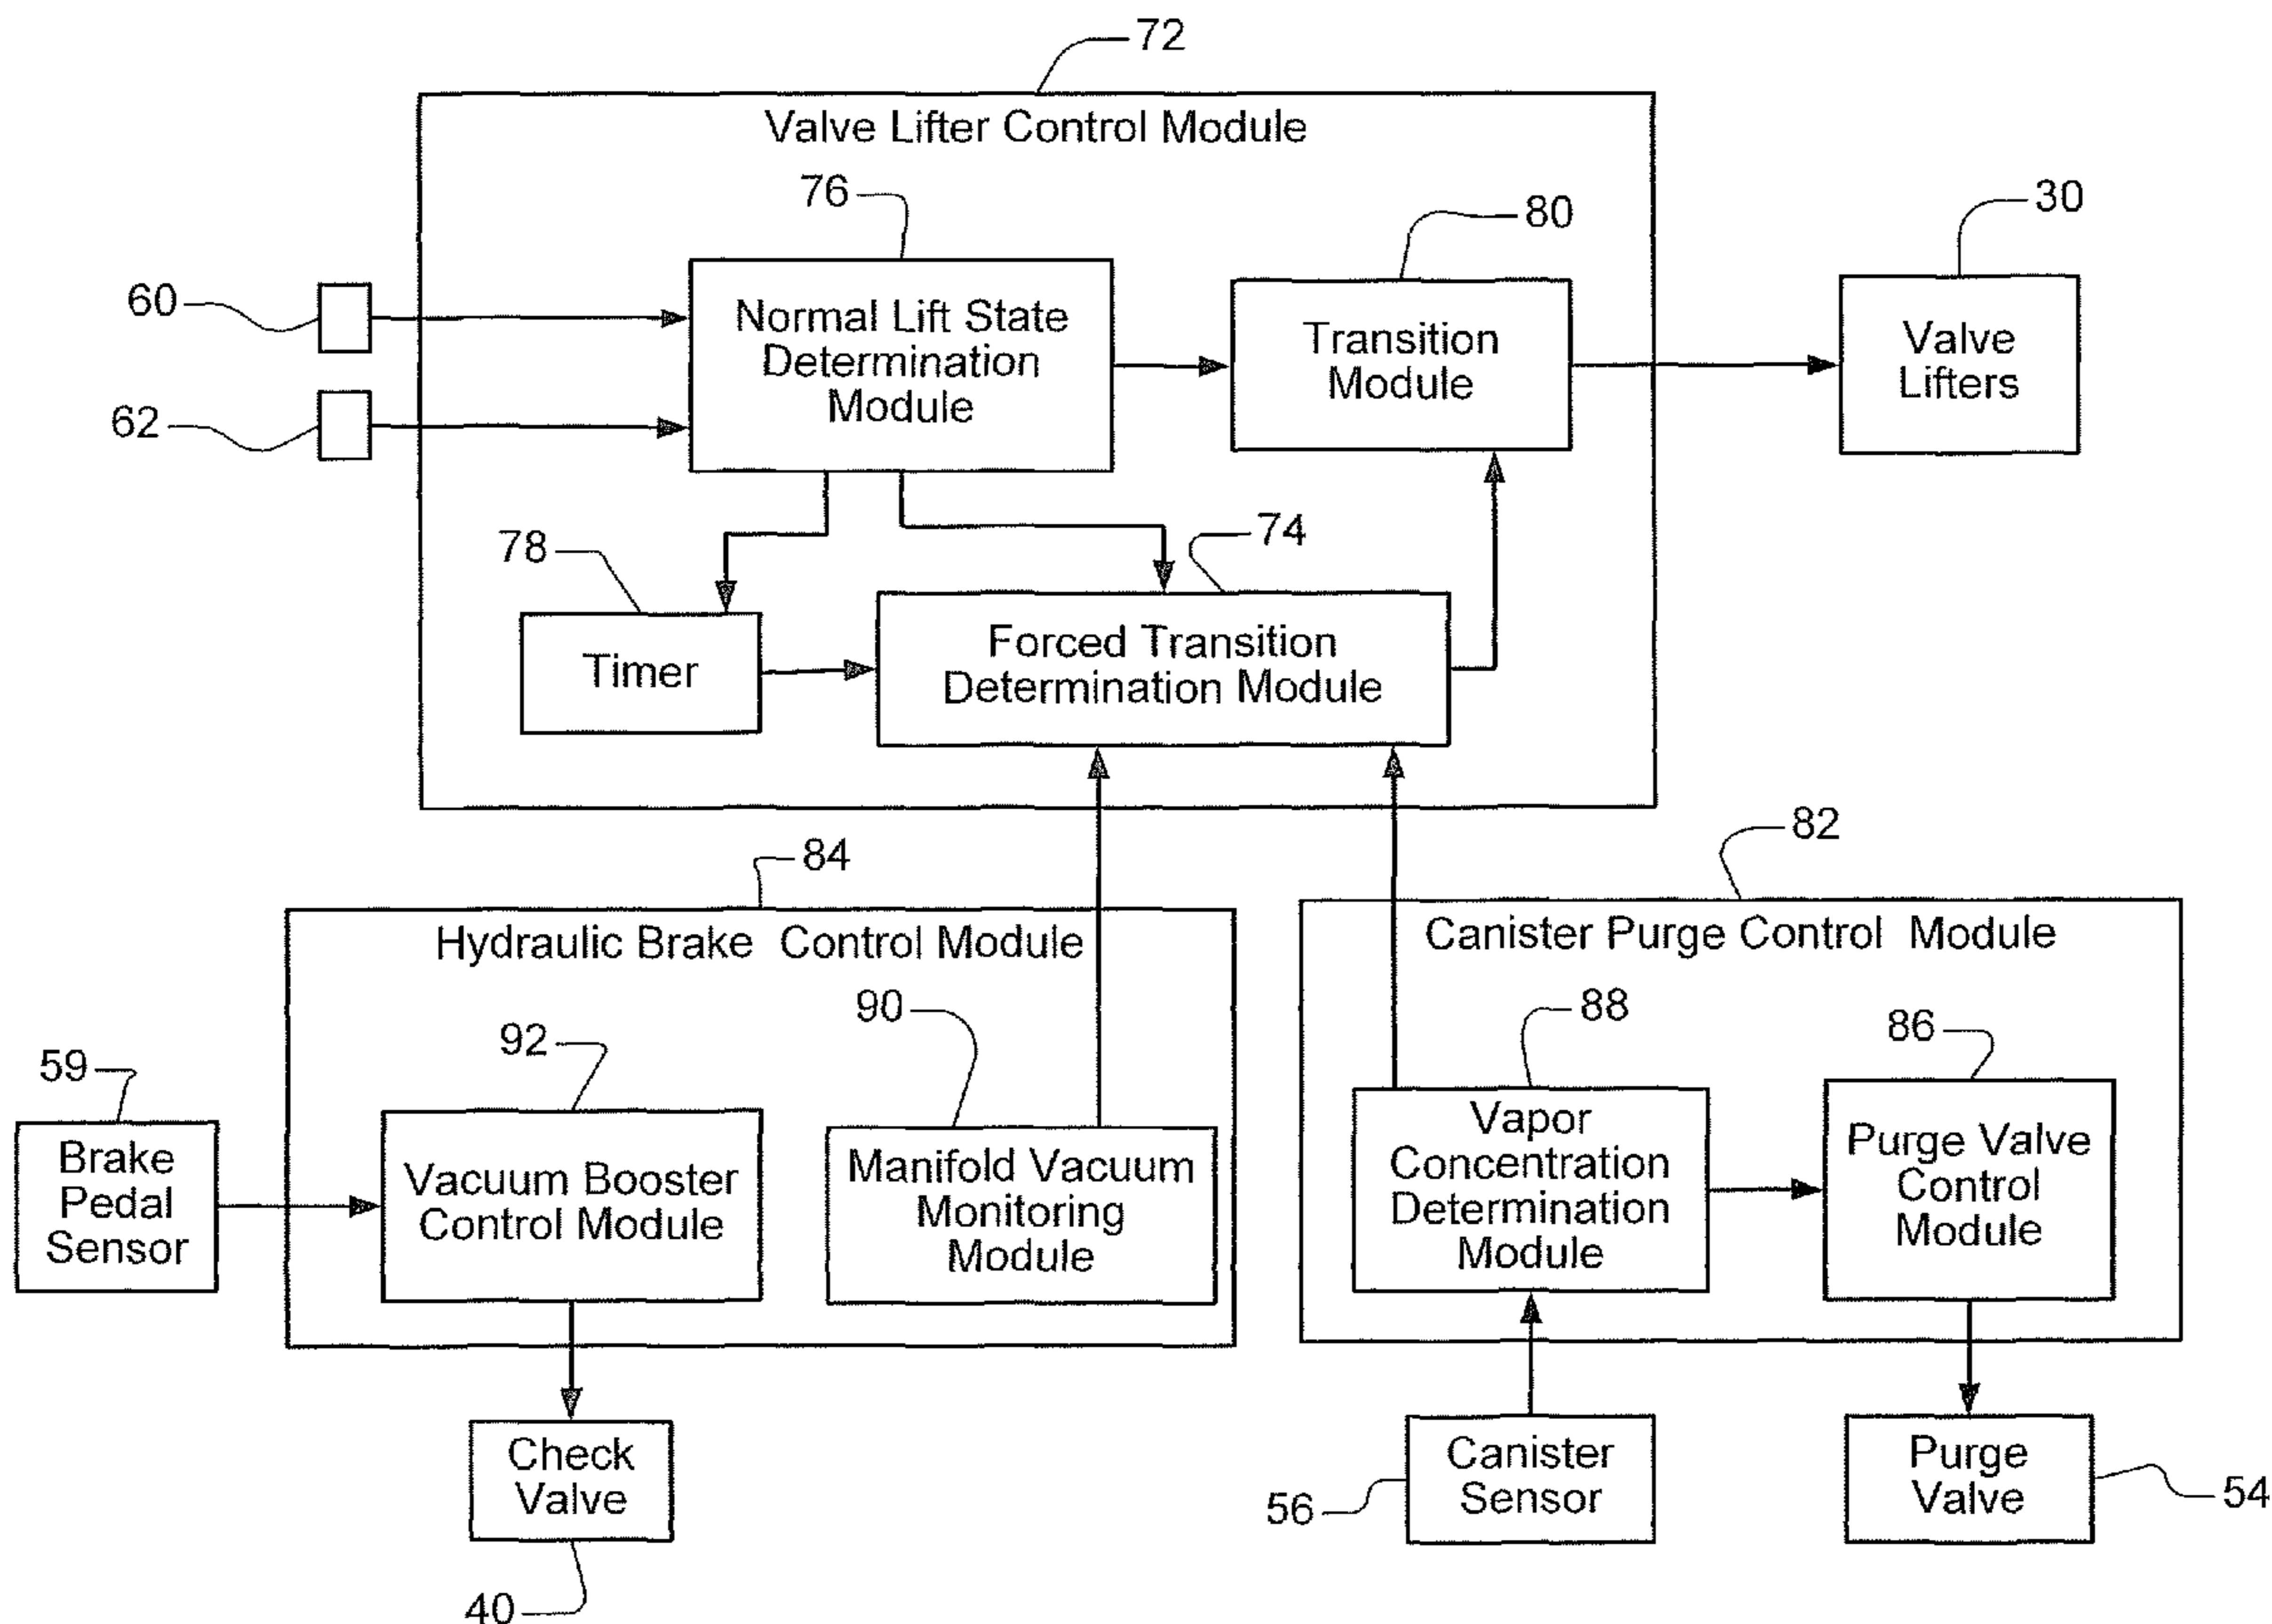 72
Valve Lifter Control Module
76
80
30
60
Normal Lift State
Determination
Module
Transition
Module
Valve
Lifters
62
78
74
Timer
Forced Transition
Determination Module
84
82
Hydraulic Brake Control Module
Canister Purge Control Module
59
92
90
88
86
Brake
Pedal
Sensor
Vacuum Booster
Control Module
Manifold Vacuum
Monitoring
Module
Vapor
Concentration
Determination
Module
Purge Valve
Control
Module
Check
Valve
40
Canister
Sensor
56
Purge
Valve
54